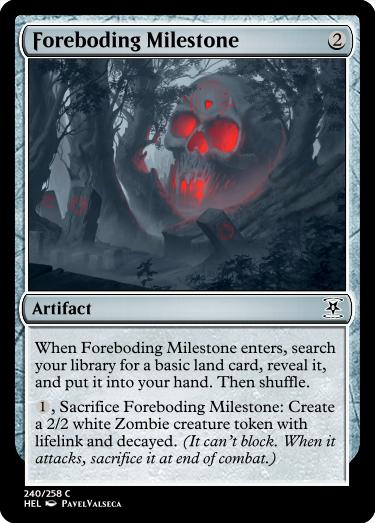 Foreboding Milestone 2
Artifact
When Foreboding Milestone enters, search
your library for a basic land card, reveal it,
and put it into your hand. Then shuffle.
1, Sacrifice Foreboding Milestone: Create
a 2/2 white Zombie creature token with
lifelink and decayed. (It can't block. When it
attacks, sacrifice it at end of combat.)
240/258 C
HEL PavelValseca